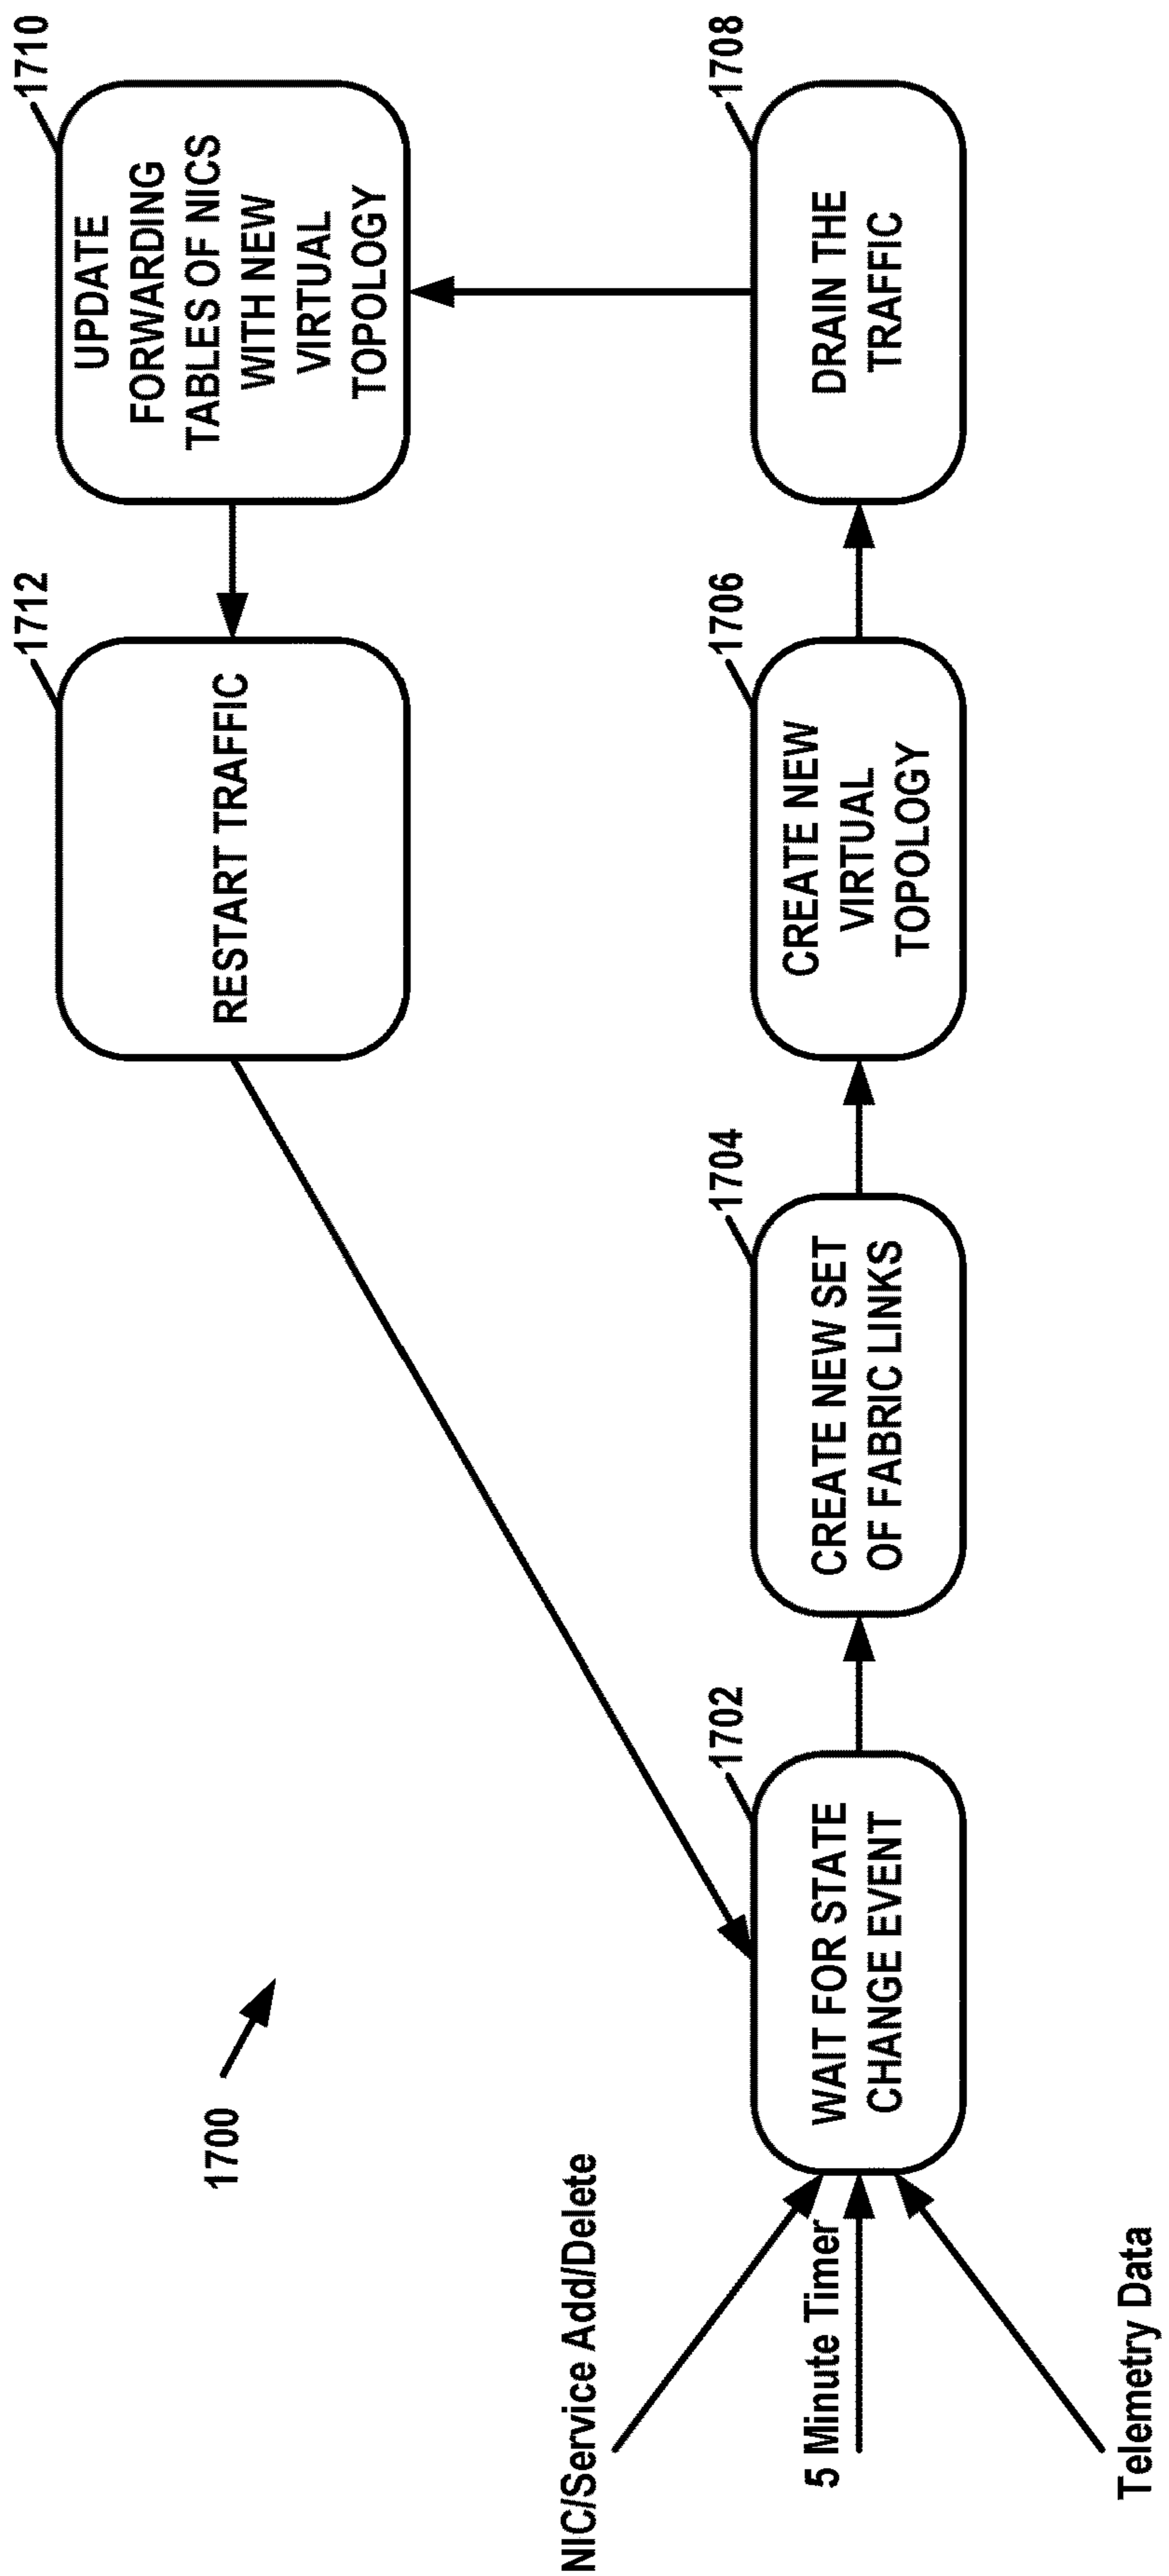 1700
NIC/Service Add/Delete
5 Minute Timer
Telemetry Data
1702
WAIT FOR STATE
CHANGE EVENT
1704
CREATE NEW SET
OF FABRIC LINKS
1706
CREATE NEW
VIRTUAL
TOPOLOGY
1708
DRAIN THE
TRAFFIC
1710
UPDATE
FORWARDING
TABLES OF NICS
WITH NEW
VIRTUAL
TOPOLOGY
1712
RESTART TRAFFIC